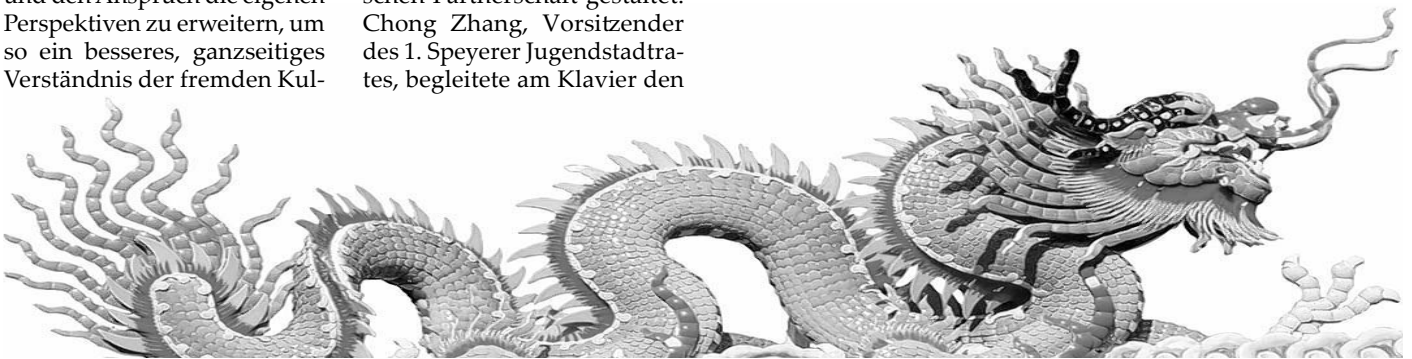 Perspektiven zu erweitern, um
so ein besseres, ganzseitiges
Verständnis der fremden Kul-
Chong Zhang, Vorsitzender
des 1. Speyerer Jugendstadtra-
tes, begleitete am Klavier den